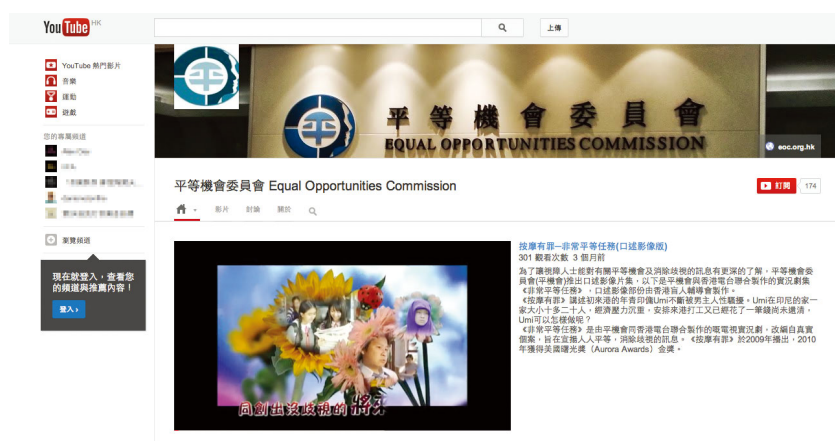 You Tube HK
上傳
YouTube 熱門影片
音樂
運動
遊戲
您的專屬頻道
瀏覽頻道
現在就登入，查看您
的頻道與推薦內容！
登入 ›
平
平 等 機 會 委 員 會
EQUAL OPPORTUNITIES COMMISSION
eoc.org.hk
平等機會委員會 Equal Opportunities Commission
訂閱 174
影片 討論 關於
同創出沒歧視的 將來
按摩有罪–非常平等任務(口述影像版)
301 觀看次數 3 個月前
為了讓視障人士能對有關平等機會及消除歧視的訊息有更深的了解，平等機會委
員會(平機會)推出口述影像片集，以下是平機會與香港電台聯合製作的實況劇集
《非常平等任務》，口述影像部份由香港盲人輔導會製作。
《按摩有罪》講述初來港的年青印傭Umi不斷被男主人性騷擾。Umi在印尼的家一
家大小十多二十人，經濟壓力沉重，安排來港打工又已經花了一筆錢尚未還清，
Umi可以怎樣做呢？
《非常平等任務》是由平機會同香港電台聯合製作的嘅電視實況劇，改編自真實
個案，旨在宣揚人人平等，消除歧視的訊息。《按摩有罪》於2009年播出，2010
年獲得美國曙光獎（Aurora Awards）金獎。